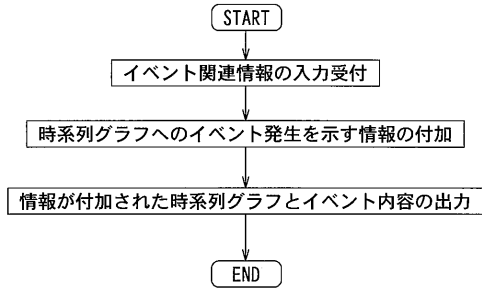 START
イベント関連情報の入力受付
時系列グラフへのイベント発生を示す情報の付加
情報が付加された時系列グラフとイベント内容の出力
END